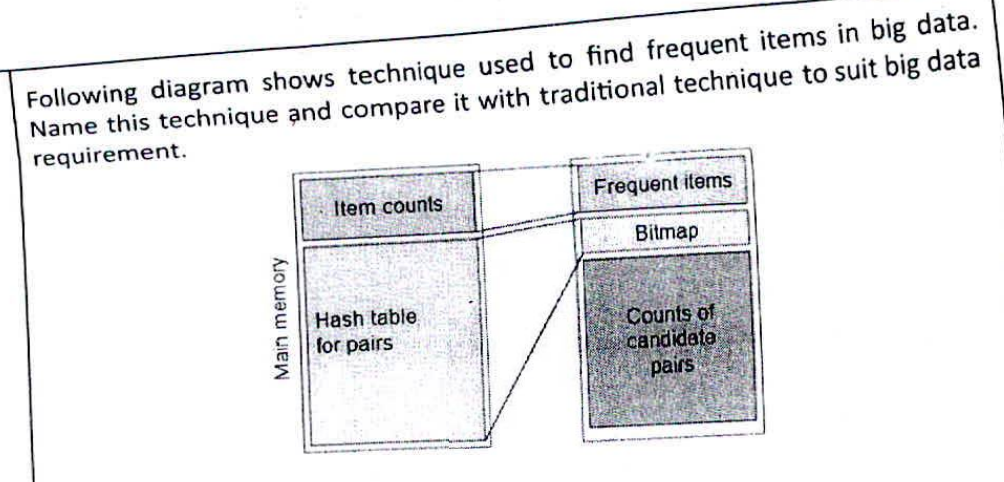 Following diagram shows technique used to find frequent items in big data.
Name this technique and compare it with traditional technique to suit big data
requirement.
Item counts
Frequent items
Bitmap
Main memory
Hash table
for pairs
Counts of
candidate
pairs